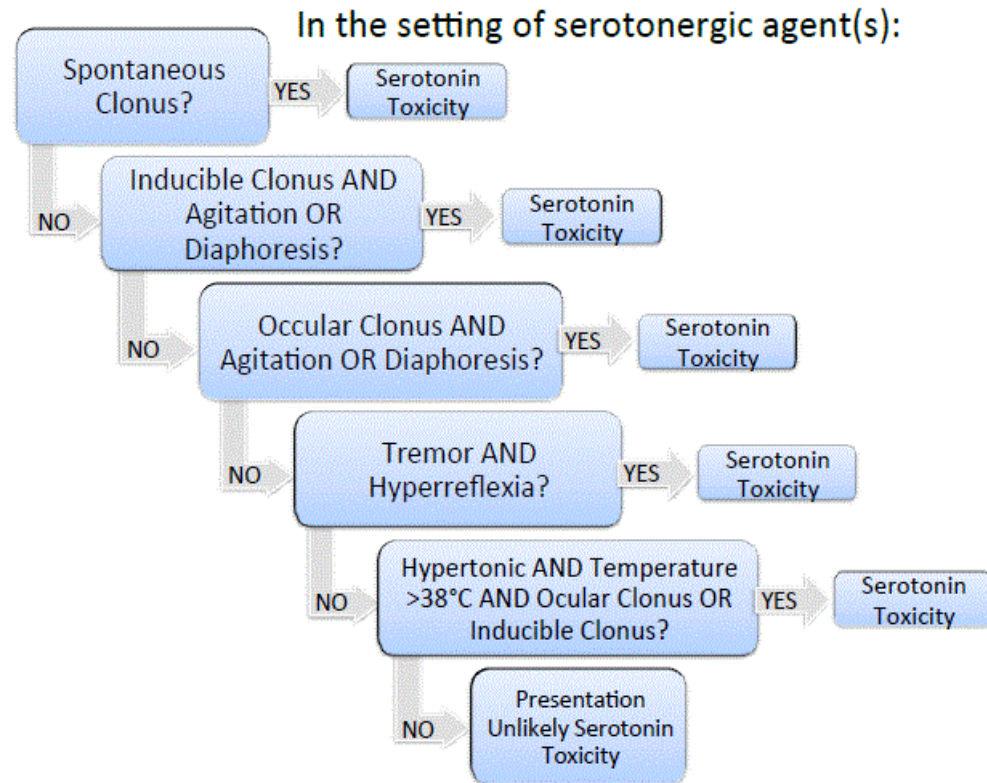 In the setting of serotonergic agent(s):
Spontaneous
Clonus?
YES
Serotonin
Toxicity
NO
Inducible Clonus AND
Agitation OR
Diaphoresis?
YES
Serotonin
Toxicity
NO
Occular Clonus AND
Agitation OR Diaphoresis?
YES
Serotonin
Toxicity
NO
Tremor AND
Hyperreflexia?
YES
Serotonin
Toxicity
NO
Hypertonic AND Temperature
>38°C AND Ocular Clonus OR
Inducible Clonus?
YES
Serotonin
Toxicity
NO
Presentation
Unlikely Serotonin
Toxicity